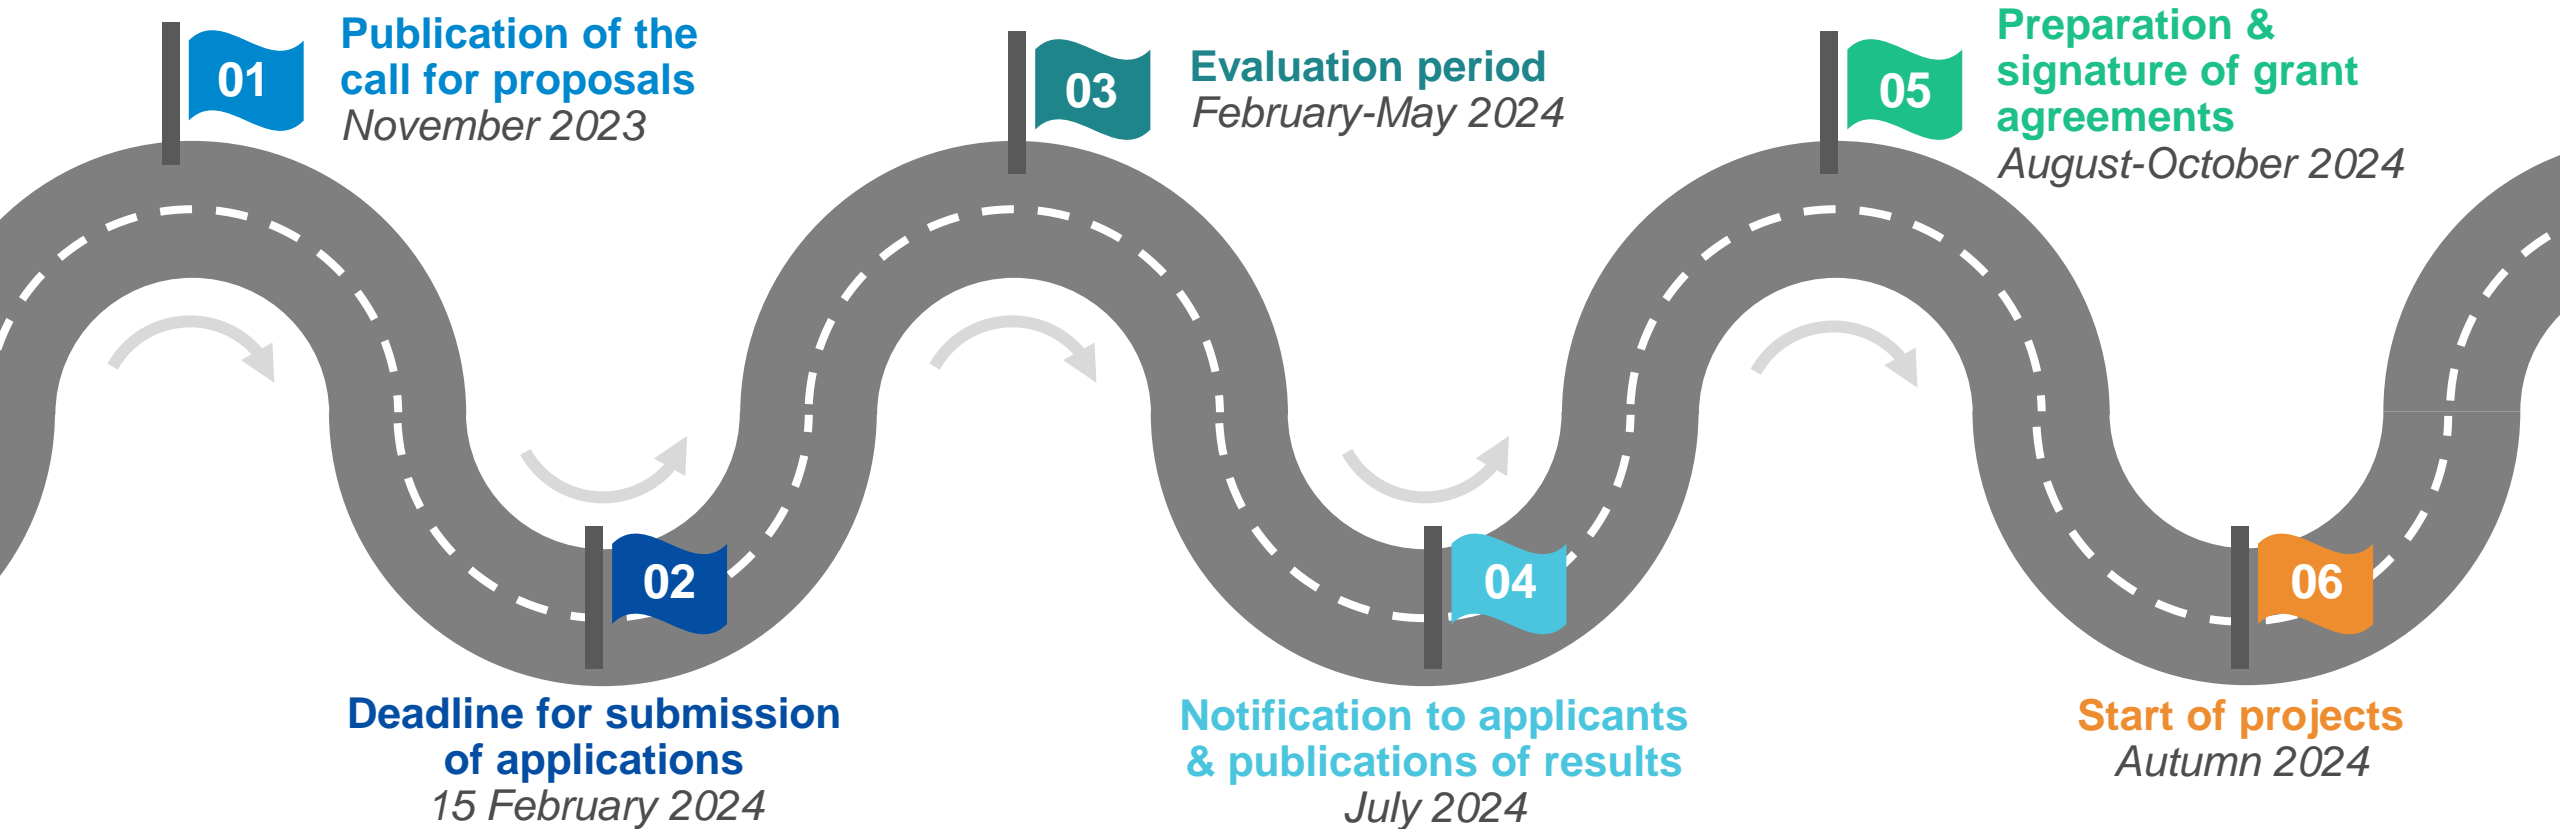 01
Publication of the
call for proposals
November 2023
02
Deadline for submission
of applications
15 February 2024
03
Evaluation period
February-May 2024
04
Notification to applicants
& publications of results
July 2024
05
Preparation &
signature of grant
agreements
August-October 2024
06
Start of projects
Autumn 2024